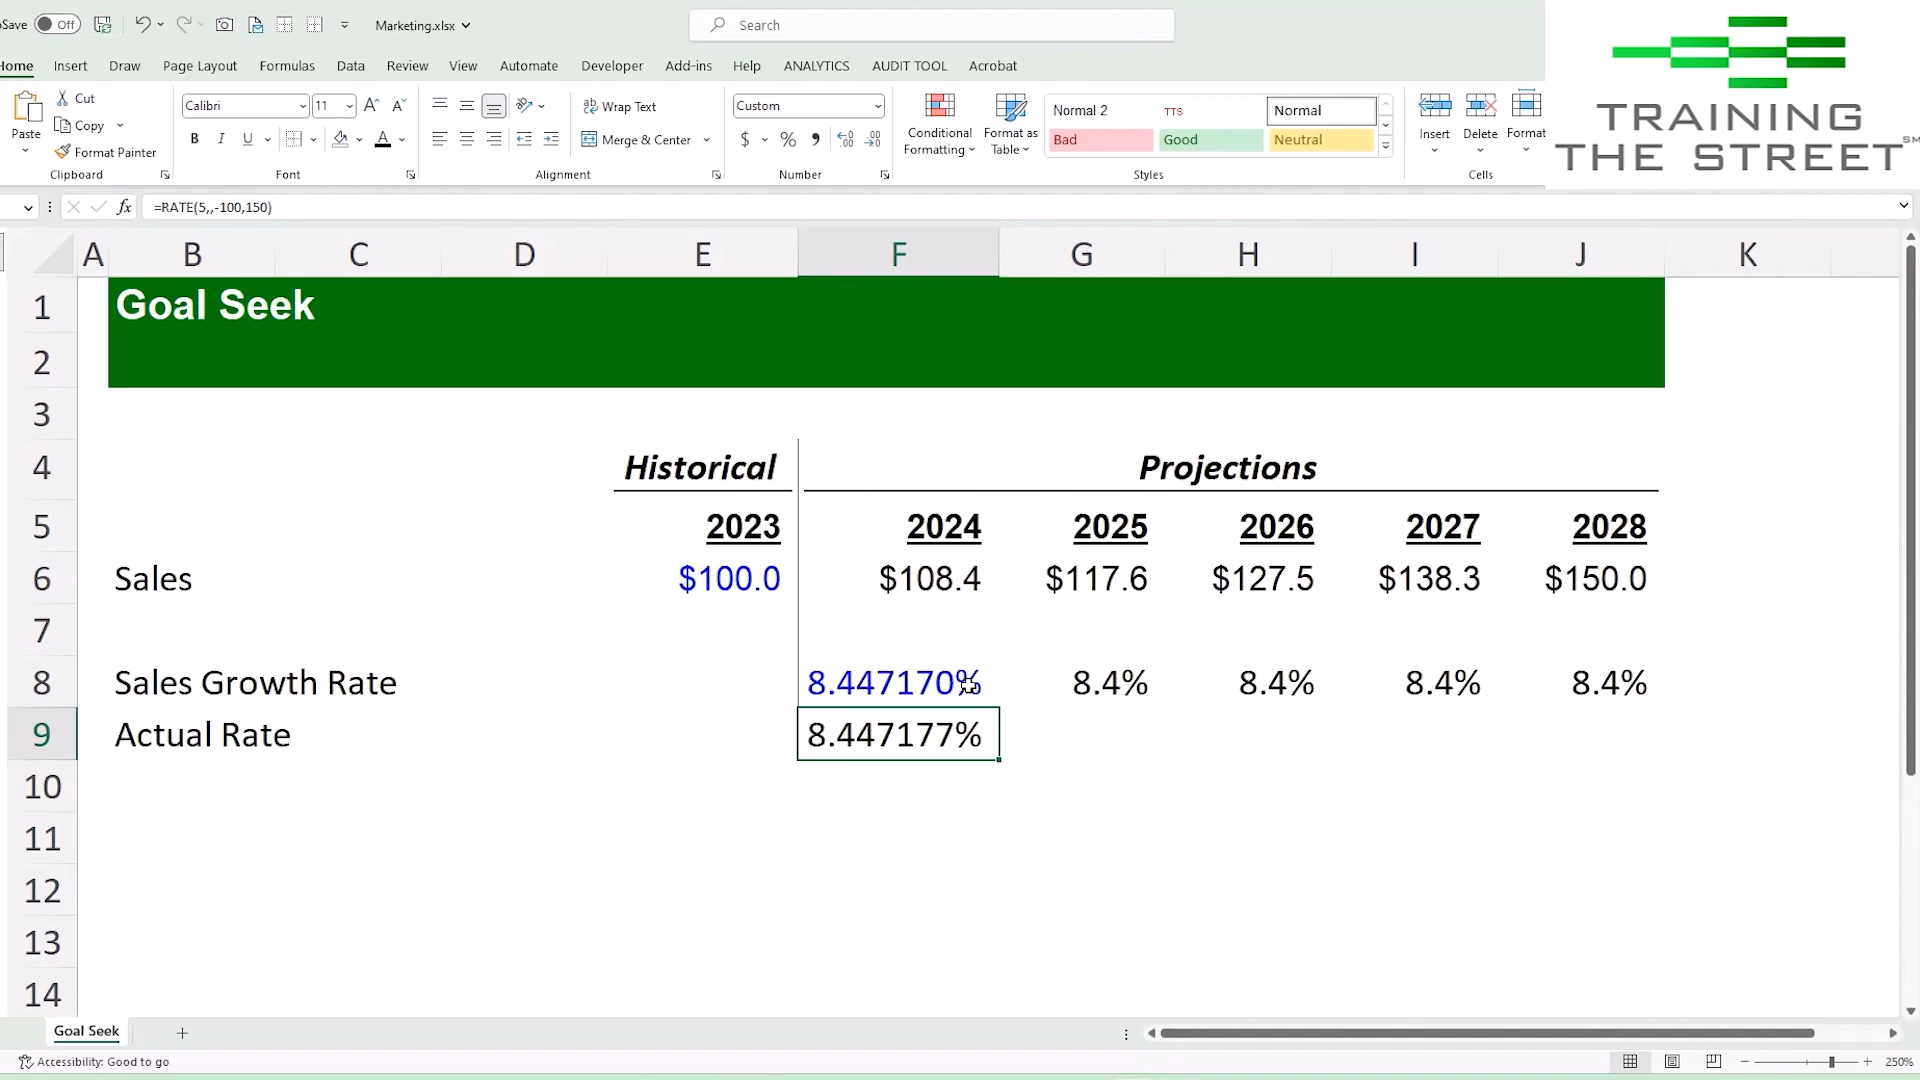 Save Off Marketing.xlsx Search
Home Insert Draw Page Layout Formulas Data Review View Automate Developer Add-ins Help ANALYTICS AUDIT TOOL Acrobat
TRAINING
THE STREET SM
Paste Cut Copy Format Painter
Calibri 11 A A
B I U A
ab Wrap Text
Merge & Center
Custom
$ % , .00
Conditional Formatting
Format as Table
Normal 2 TTS Normal
Bad Good Neutral
Insert Delete Format
Clipboard Font Alignment Number Styles Cells
fx =RATE(5,,-100,150)
A B C D E F G H I J K
1 Goal Seek
2
3
4 Historical Projections
5 2023 2024 2025 2026 2027 2028
6 Sales $100.0 $108.4 $117.6 $127.5 $138.3 $150.0
7
8 Sales Growth Rate 8.447170% 8.4% 8.4% 8.4% 8.4%
9 Actual Rate 8.447177%
10
11
12
13
14
Goal Seek
Accessibility: Good to go 250%